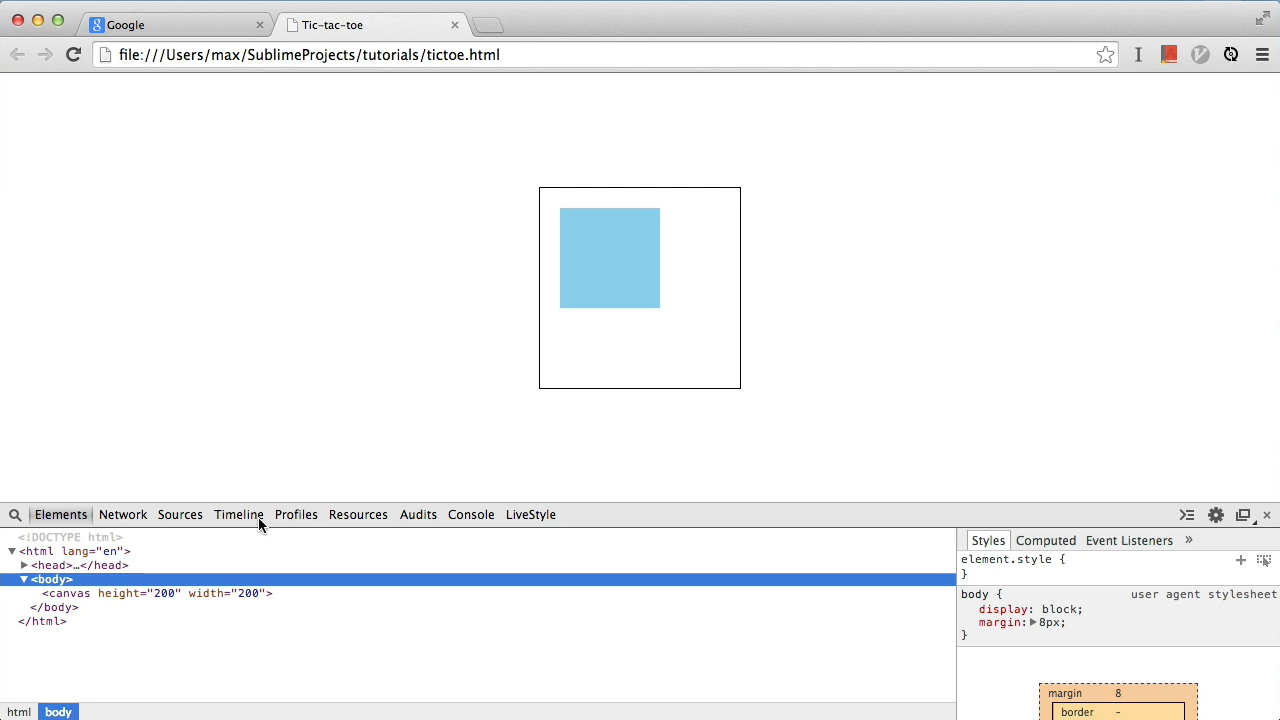 Google
Tic-tac-toe
file:///Users/max/SublimeProjects/tutorials/tictoe.html
Elements Network Sources Timeline Profiles Resources Audits Console LiveStyle
<!DOCTYPE html>
<html lang="en">
<head>…</head>
<body>
<canvas height="200" width="200">
</body>
</html>
html body
Styles Computed Event Listeners »
element.style {
}
body { user agent stylesheet
display: block;
margin: 8px;
}
margin 8
border -